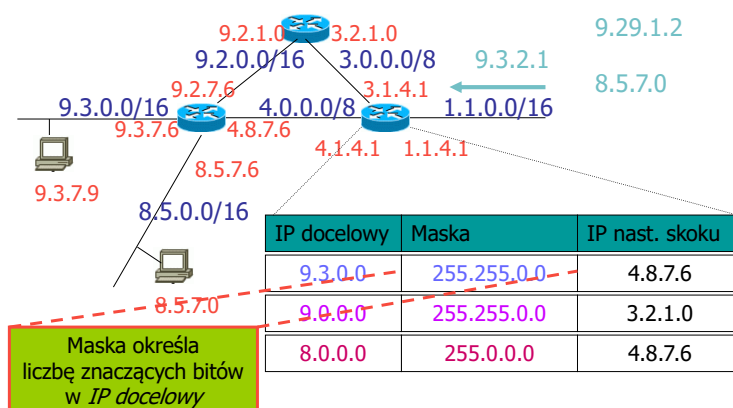 9.2.1.0 3.2.1.0 9.29.1.2
9.2.0.0/16 3.0.0.0/8 9.3.2.1
9.2.7.6 3.1.4.1 8.5.7.0
9.3.0.0/16 4.0.0.0/8 1.1.0.0/16
9.3.7.6 4.8.7.6
4.1.4.1 1.1.4.1
8.5.7.6
9.3.7.9
8.5.0.0/16
IP docelowy Maska IP nast. skoku
9.3.0.0 255.255.0.0 4.8.7.6
8.5.7.0
9.0.0.0 255.255.0.0 3.2.1.0
8.0.0.0 255.0.0.0 4.8.7.6
Maska określa
liczbę znaczących bitów
w IP docelowy